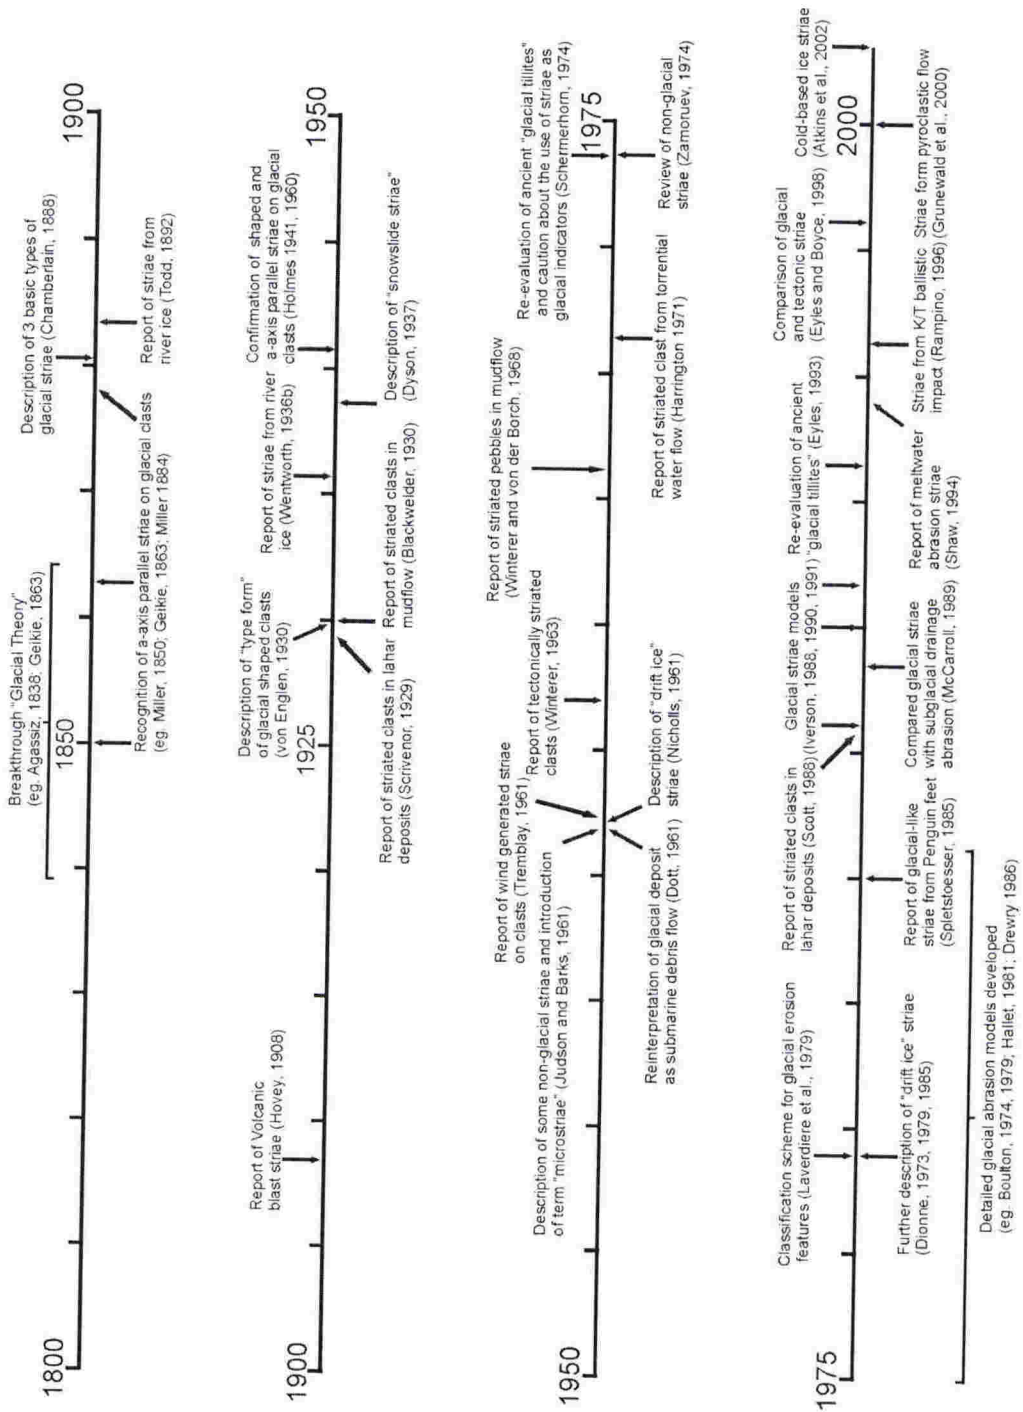 Breakthrough "Glacial Theory"
(eg. Agassiz, 1838: Geikie, 1863)
Description of 3 basic types of
glacial striae (Chamberlain, 1888)
1800
1850
1900
Recognition of a-axis parallel striae on glacial clasts
(eg. Miller, 1850; Geikie, 1863; Miller 1884)
Report of striae from
river ice (Todd, 1892)
Report of Volcanic
blast striae (Hovey, 1908)
Description of "type form"
of glacial shaped clasts
(von Englen, 1930)
Report of striae from river
ice (Wentworth, 1936b)
Confirmation of shaped and
a-axis parallel striae on glacial
clasts (Holmes 1941, 1960)
1900
1925
1950
Report of striated clasts in lahar
deposits (Scrivenor, 1929)
Report of striated clasts in
mudflow (Blackwelder, 1930)
Description of "snowslide striae"
(Dyson, 1937)
Description of some non-glacial striae and introduction
of term "microstriae" (Judson and Barks, 1961)
Report of wind generated striae
on clasts (Tremblay, 1961)
Report of tectonically striated
clasts (Winterer, 1963)
Report of striated pebbles in mudflow
(Winterer and von der Borch, 1968)
Re-evaluation of ancient "glacial tillites"
and caution about the use of striae as
glacial indicators (Schermerhorn, 1974)
1950
1975
Reinterpretation of glacial deposit
as submarine debris flow (Dott, 1961)
Description of "drift ice"
striae (Nicholls, 1961)
Report of striated clast from torrential
water flow (Harrington 1971)
Review of non-glacial
striae (Zamoruev, 1974)
Classification scheme for glacial erosion
features (Laverdiere et al., 1979)
Report of striated clasts in
lahar deposits (Scott, 1988)
Glacial striae models
(Iverson, 1988, 1990, 1991)
Re-evaluation of ancient
"glacial tillites" (Eyles, 1993)
Comparison of glacial
and tectonic striae
(Eyles and Boyce, 1998)
Cold-based ice striae
(Atkins et al., 2002)
1975
2000
Further description of "drift ice" striae
(Dionne, 1973, 1979, 1985)
Report of glacial-like
striae from Penguin feet
(Spletstoesser, 1985)
Compared glacial striae
with subglacial drainage
abrasion (McCarroll, 1989)
Report of meltwater
abrasion striae
(Shaw, 1994)
Striae from K/T ballistic
impact (Rampino, 1996)
Striae form pyroclastic flow
(Grunewald et al., 2000)
Detailed glacial abrasion models developed
(eg. Boulton, 1974, 1979; Hallet, 1981; Drewry 1986)